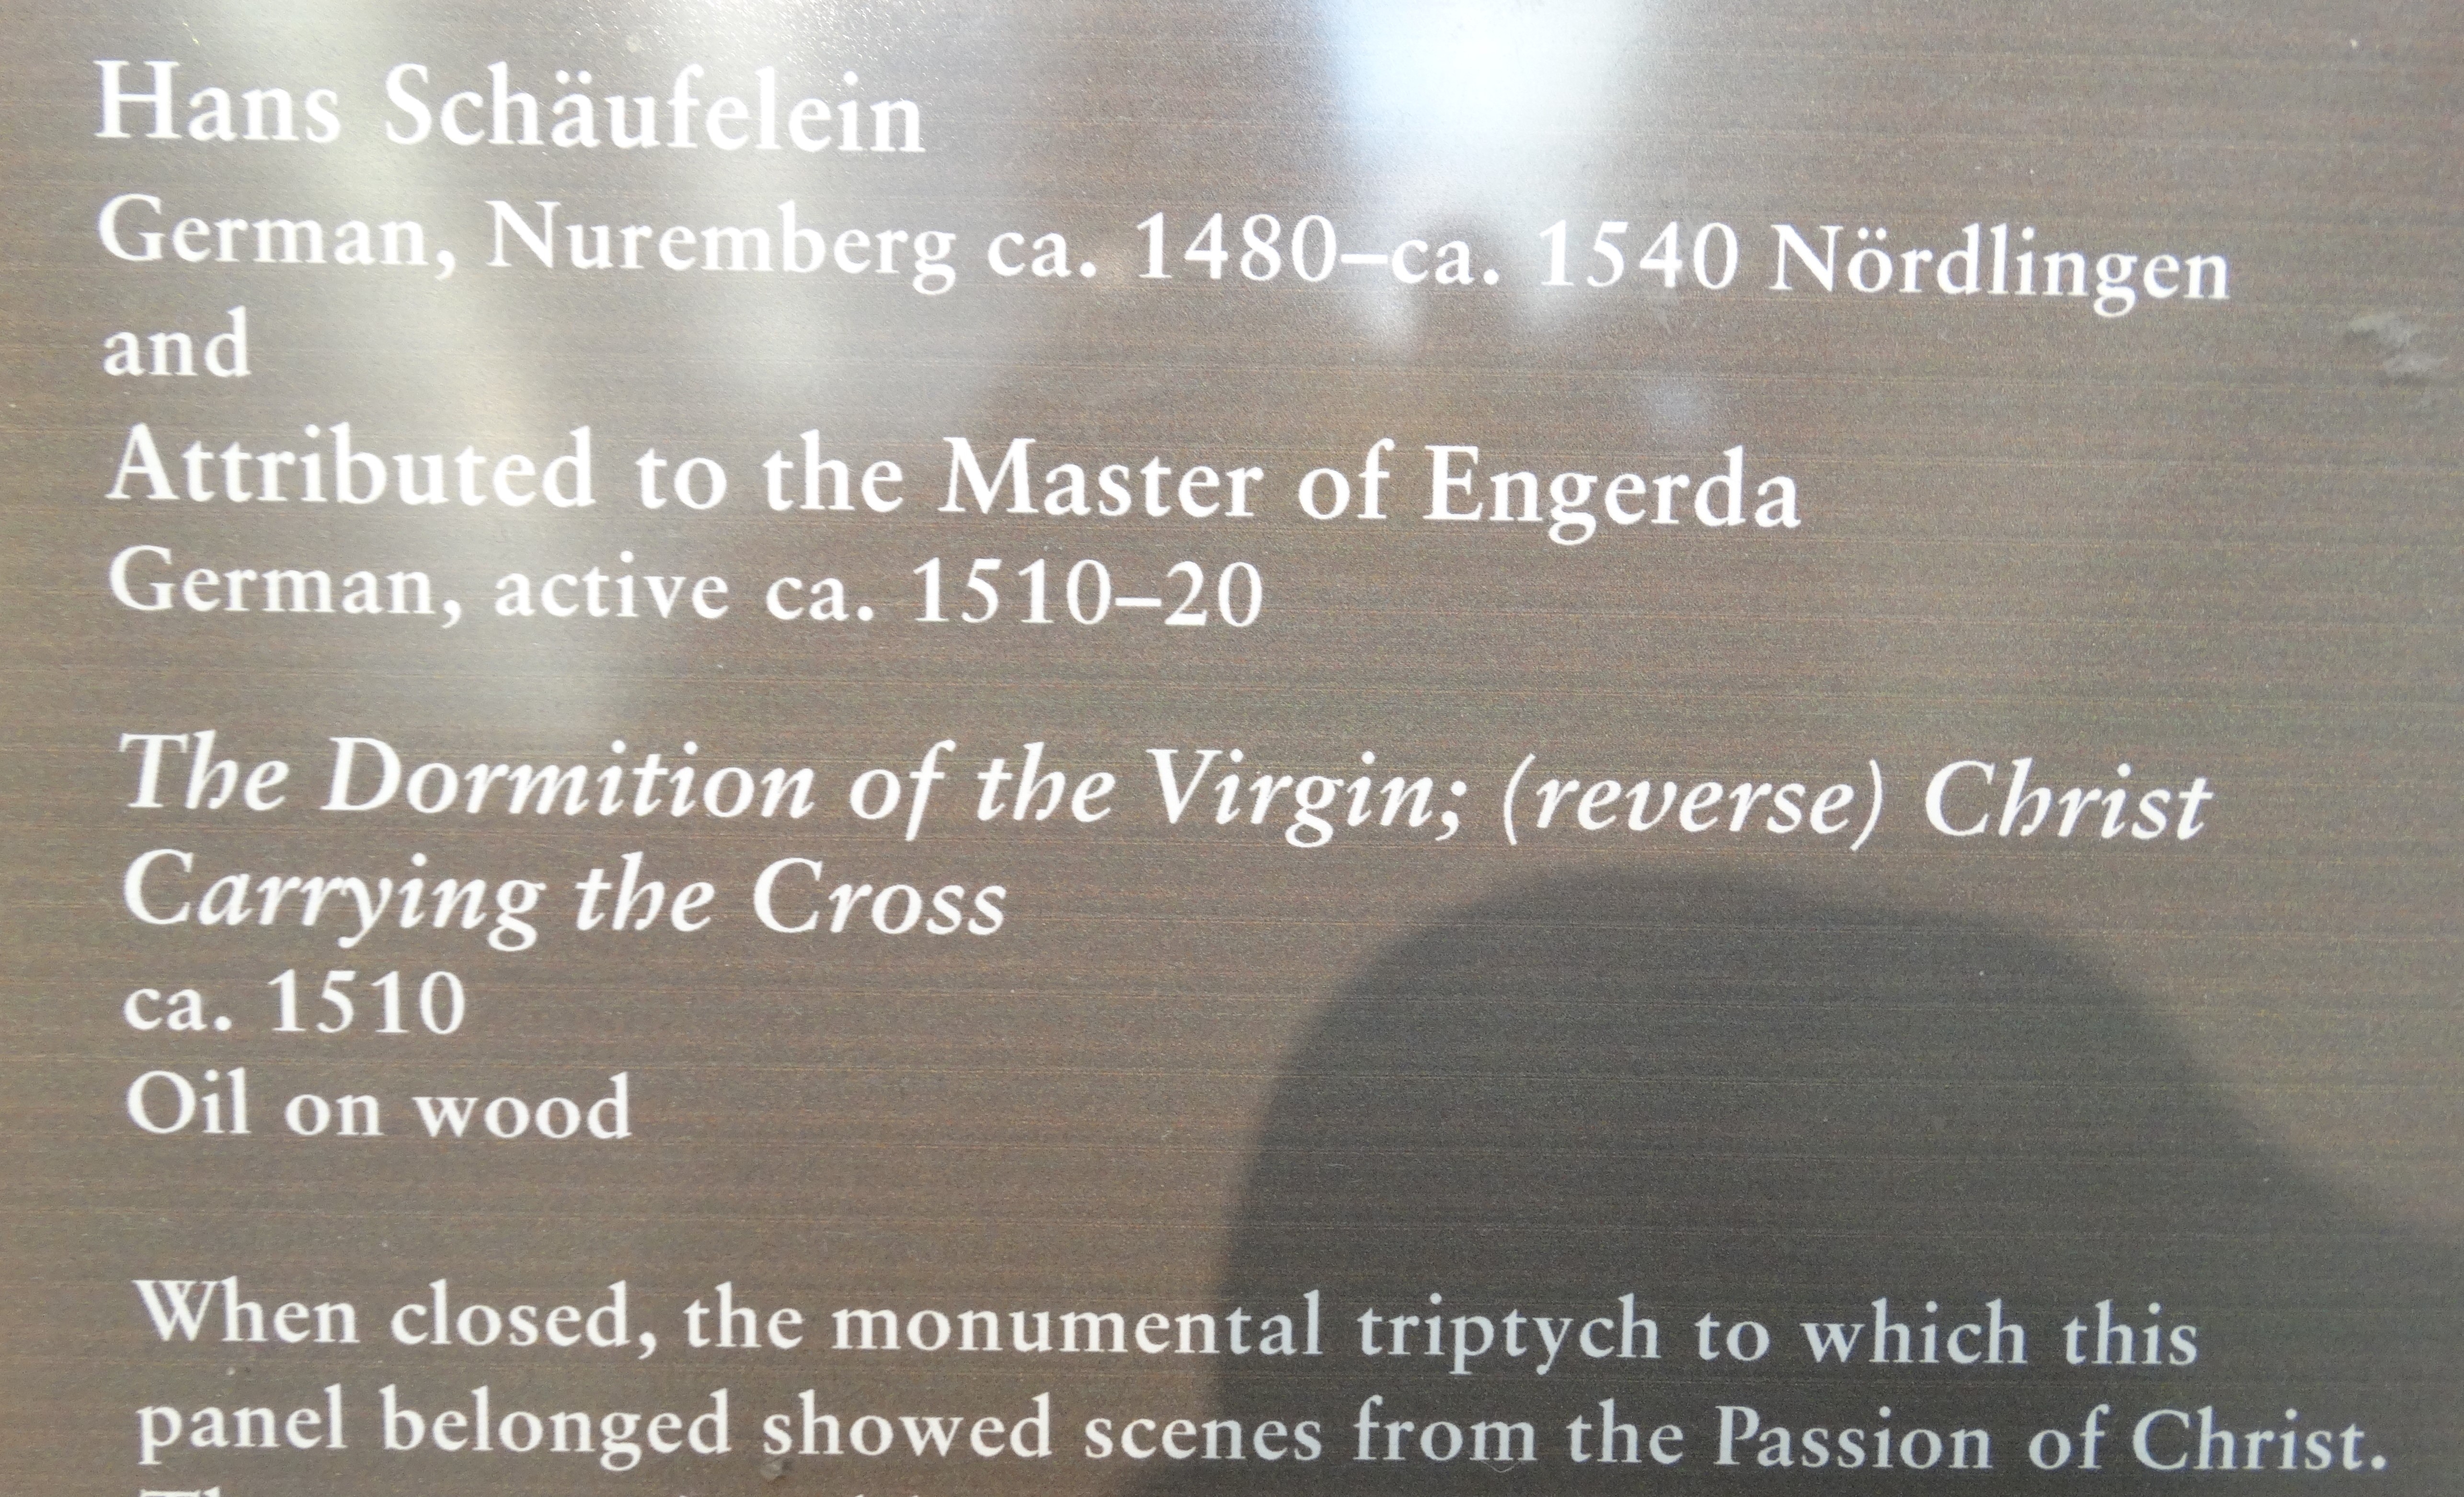 Hans Schäufelein
German, Nuremberg ca. 1480–ca. 1540 Nördlingen
and
Attributed to the Master of Engerda
German, active ca. 1510–20
The Dormition of the Virgin; (reverse) Christ
Carrying the Cross
ca. 1510
Oil on wood
When closed, the monumental triptych to which this
panel belonged showed scenes from the Passion of Christ.